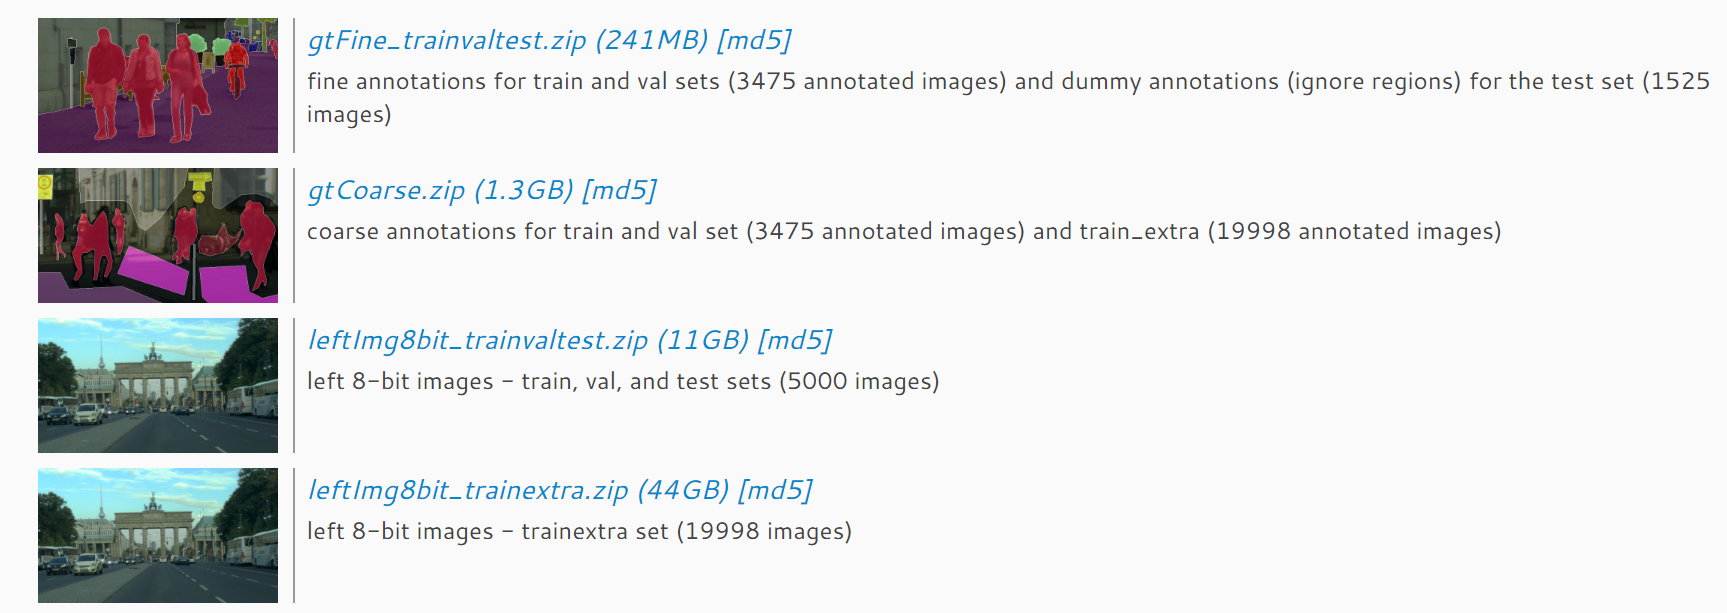 gtFine_trainvaltest.zip (241MB) [md5]
fine annotations for train and val sets (3475 annotated images) and dummy annotations (ignore regions) for the test set (1525
images)
gtCoarse.zip (1.3GB) [md5]
coarse annotations for train and val set (3475 annotated images) and train_extra (19998 annotated images)
leftImg8bit_trainvaltest.zip (11GB) [md5]
left 8-bit images - train, val, and test sets (5000 images)
leftImg8bit_trainextra.zip (44GB) [md5]
left 8-bit images - trainextra set (19998 images)